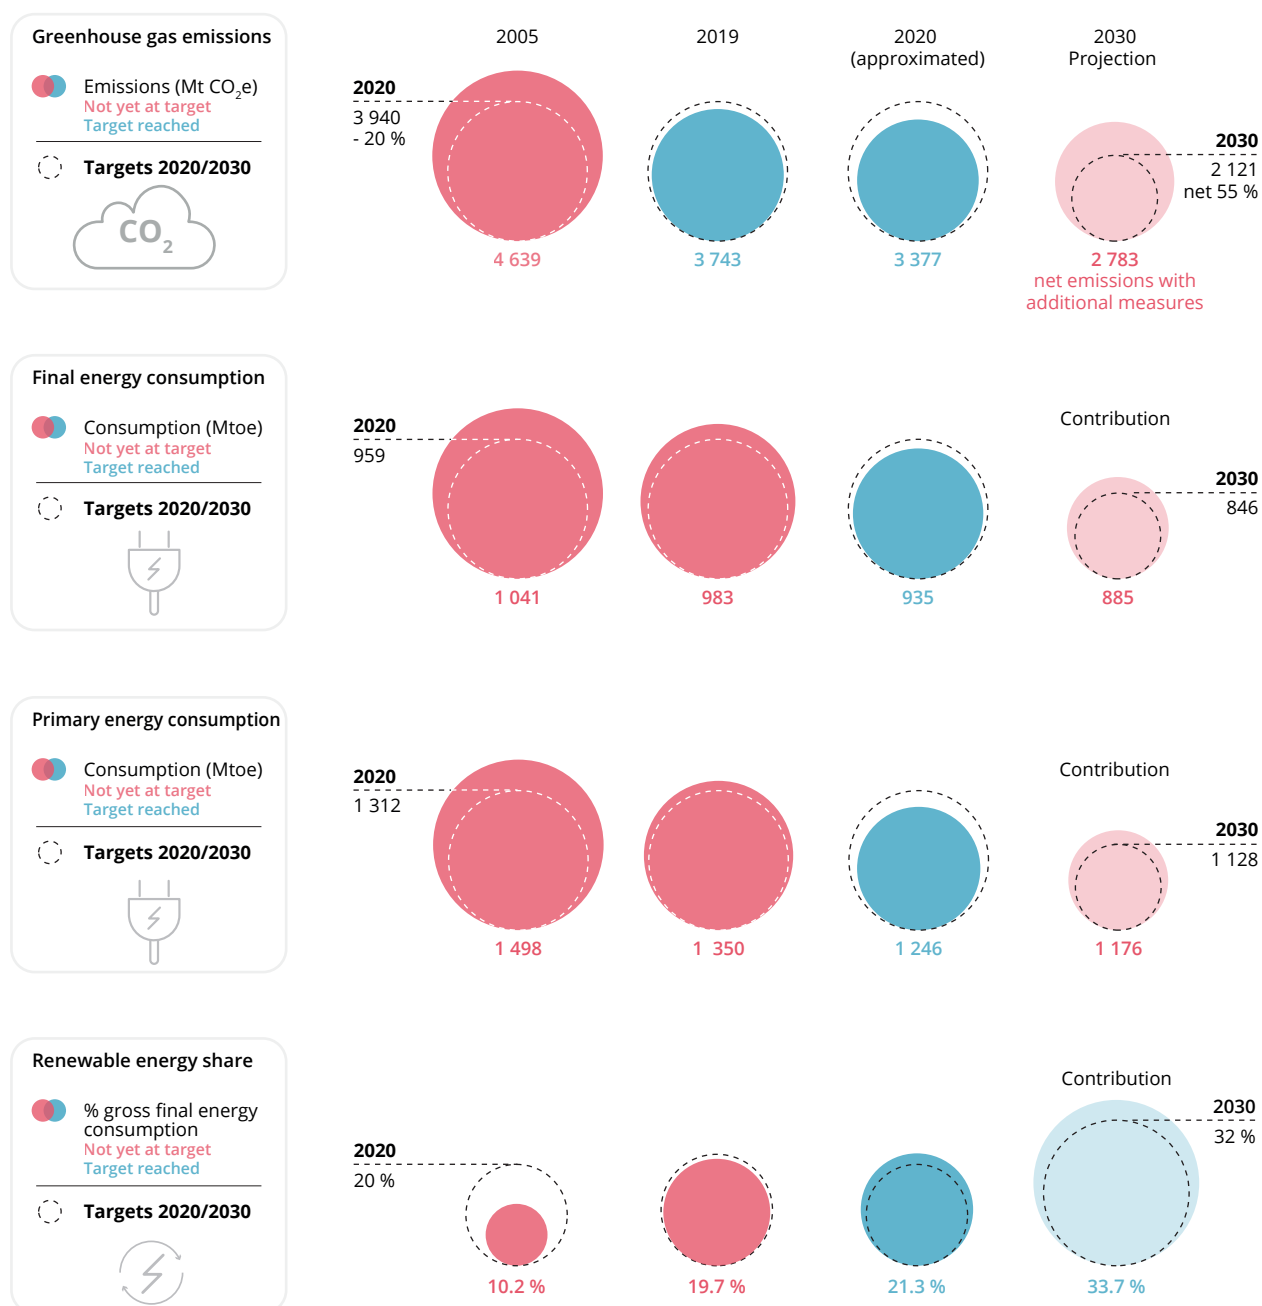 Greenhouse gas emissions
Emissions (Mt CO2e)
Not yet at target
Target reached
Targets 2020/2030
CO2
2005
2019
2020
(approximated)
2030
Projection
2020
3 940
- 20 %
2030
2 121
net 55 %
4 639
3 743
3 377
2 783
net emissions with
additional measures
Final energy consumption
Consumption (Mtoe)
Not yet at target
Target reached
Targets 2020/2030
2020
959
Contribution
2030
846
1 041
983
935
885
Primary energy consumption
Consumption (Mtoe)
Not yet at target
Target reached
Targets 2020/2030
2020
1 312
Contribution
2030
1 128
1 498
1 350
1 246
1 176
Renewable energy share
% gross final energy
consumption
Not yet at target
Target reached
Targets 2020/2030
2020
20 %
Contribution
2030
32 %
10.2 %
19.7 %
21.3 %
33.7 %